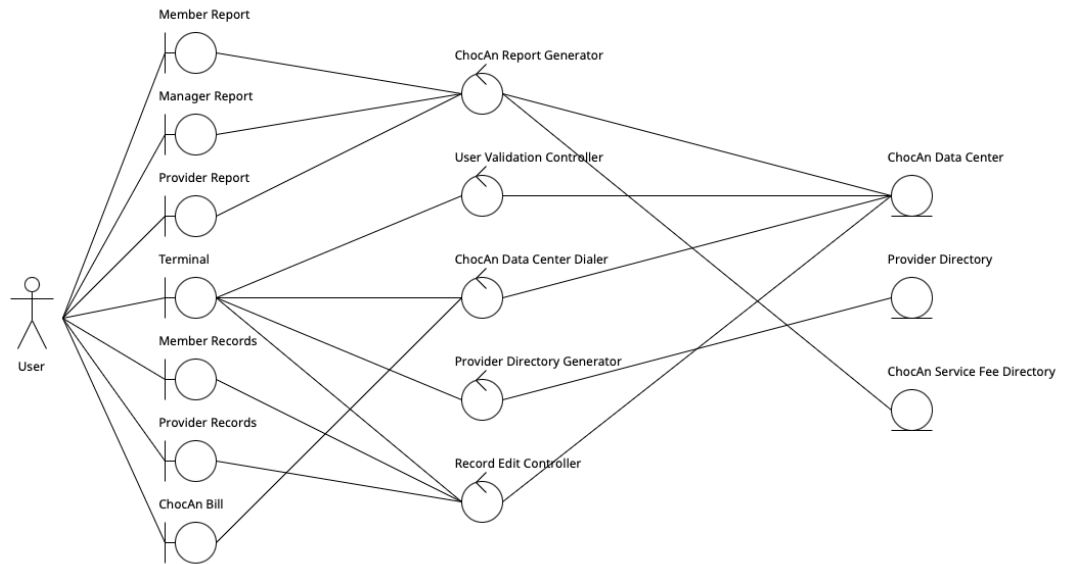 Member Report
ChocAn Report Generator
Manager Report
User Validation Controller
ChocAn Data Center
Provider Report
Terminal
ChocAn Data Center Dialer
Provider Directory
User
Member Records
Provider Directory Generator
ChocAn Service Fee Directory
Provider Records
Record Edit Controller
ChocAn Bill